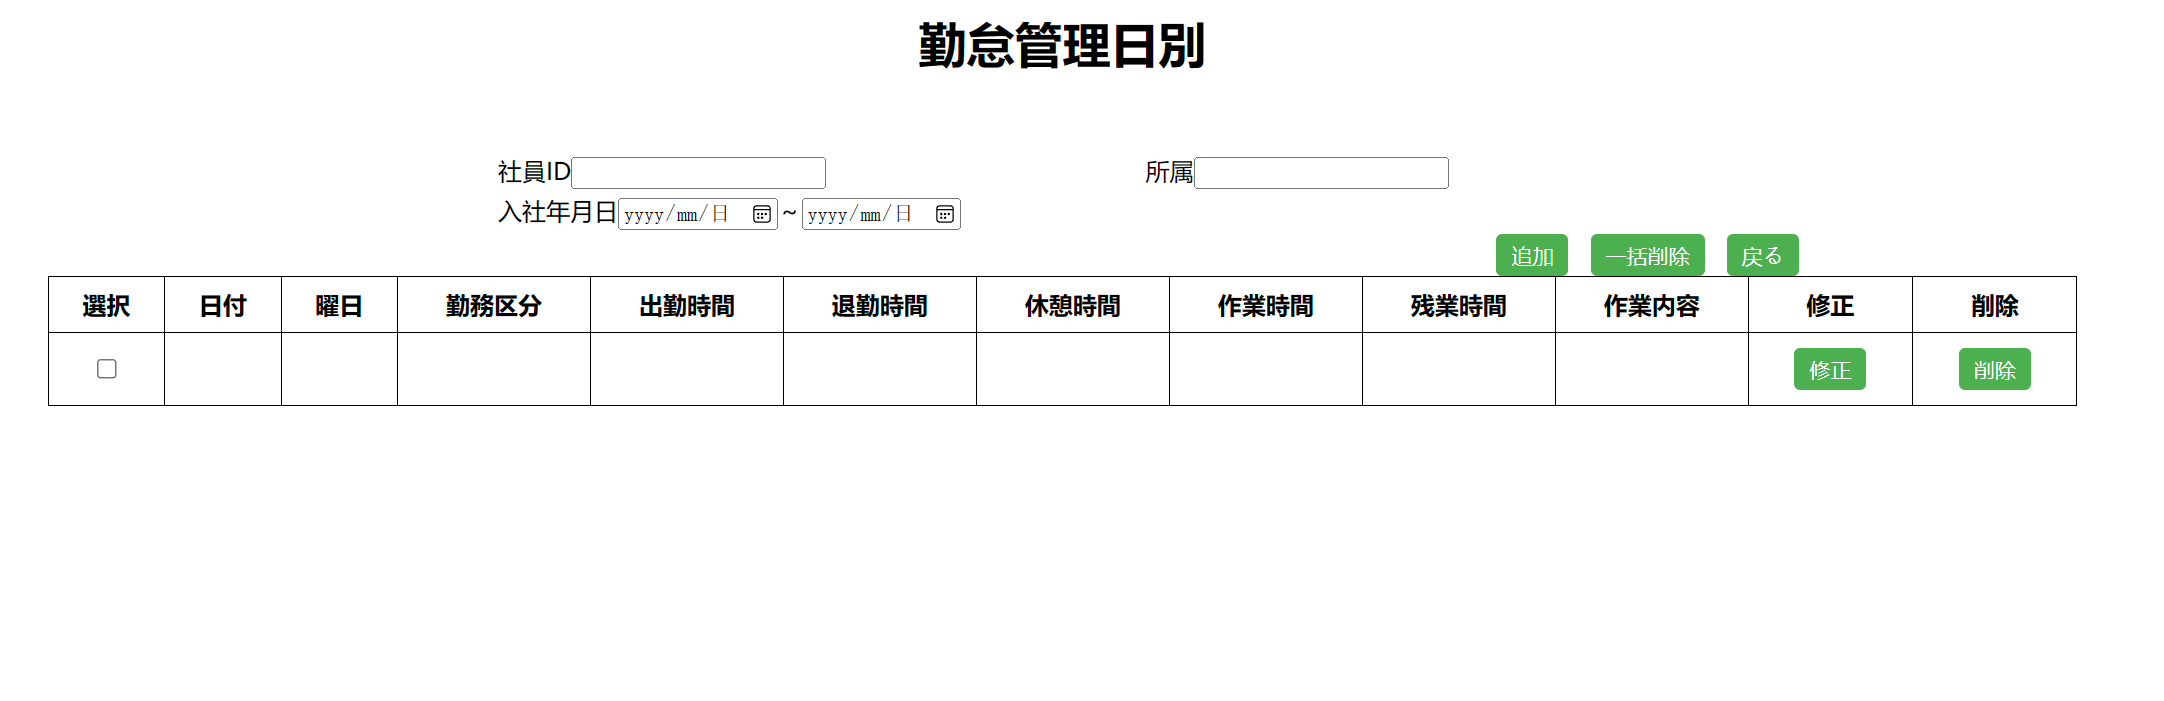 勤怠管理日別
社員ID 所属
入社年月日 yyyy/mm/日 ~ yyyy/mm/日
追加 一括削除 戻る
選択 日付 曜日 勤務区分 出勤時間 退勤時間 休憩時間 作業時間 残業時間 作業内容 修正 削除
修正 削除